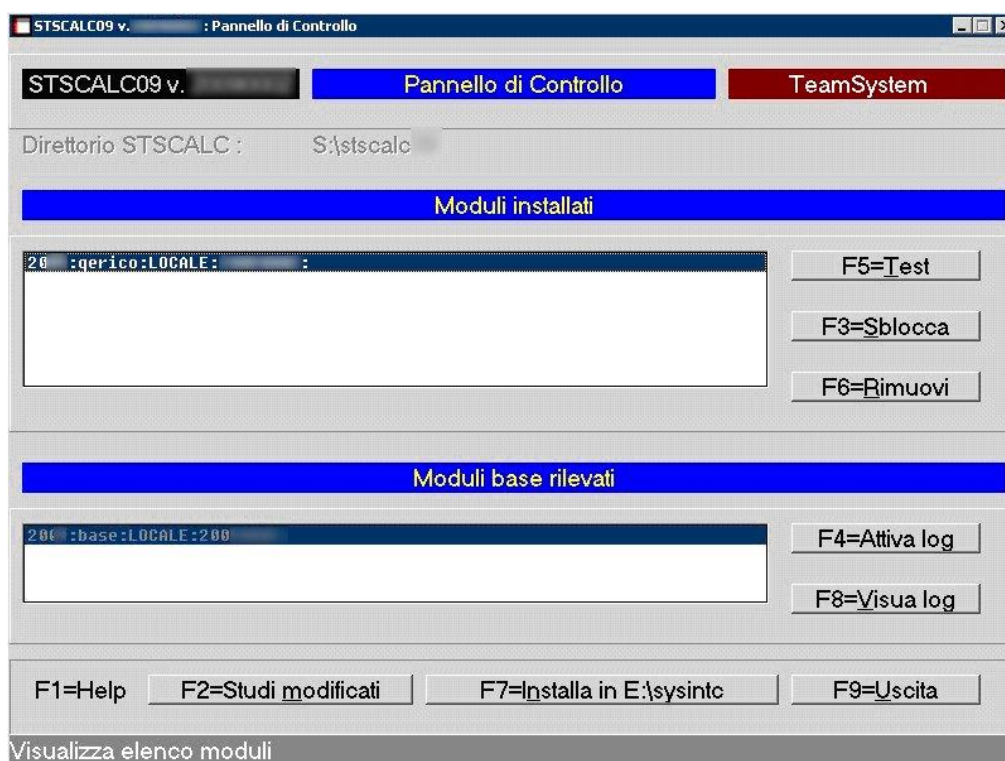 STSCALC09 v. : Pannello di Controllo
STSCALC09 v. Pannello di Controllo TeamSystem
Direttorio STSCALC : S:\stscalc
Moduli installati
20 :gerico:LOCALE: :
F5=Test
F3=Sblocca
F6=Rimuovi
Moduli base rilevati
200 :base:LOCALE:200
F4=Attiva log
F8=Visua log
F1=Help F2=Studi modificati F7=Installa in E:\sysintc F9=Uscita
Visualizza elenco moduli